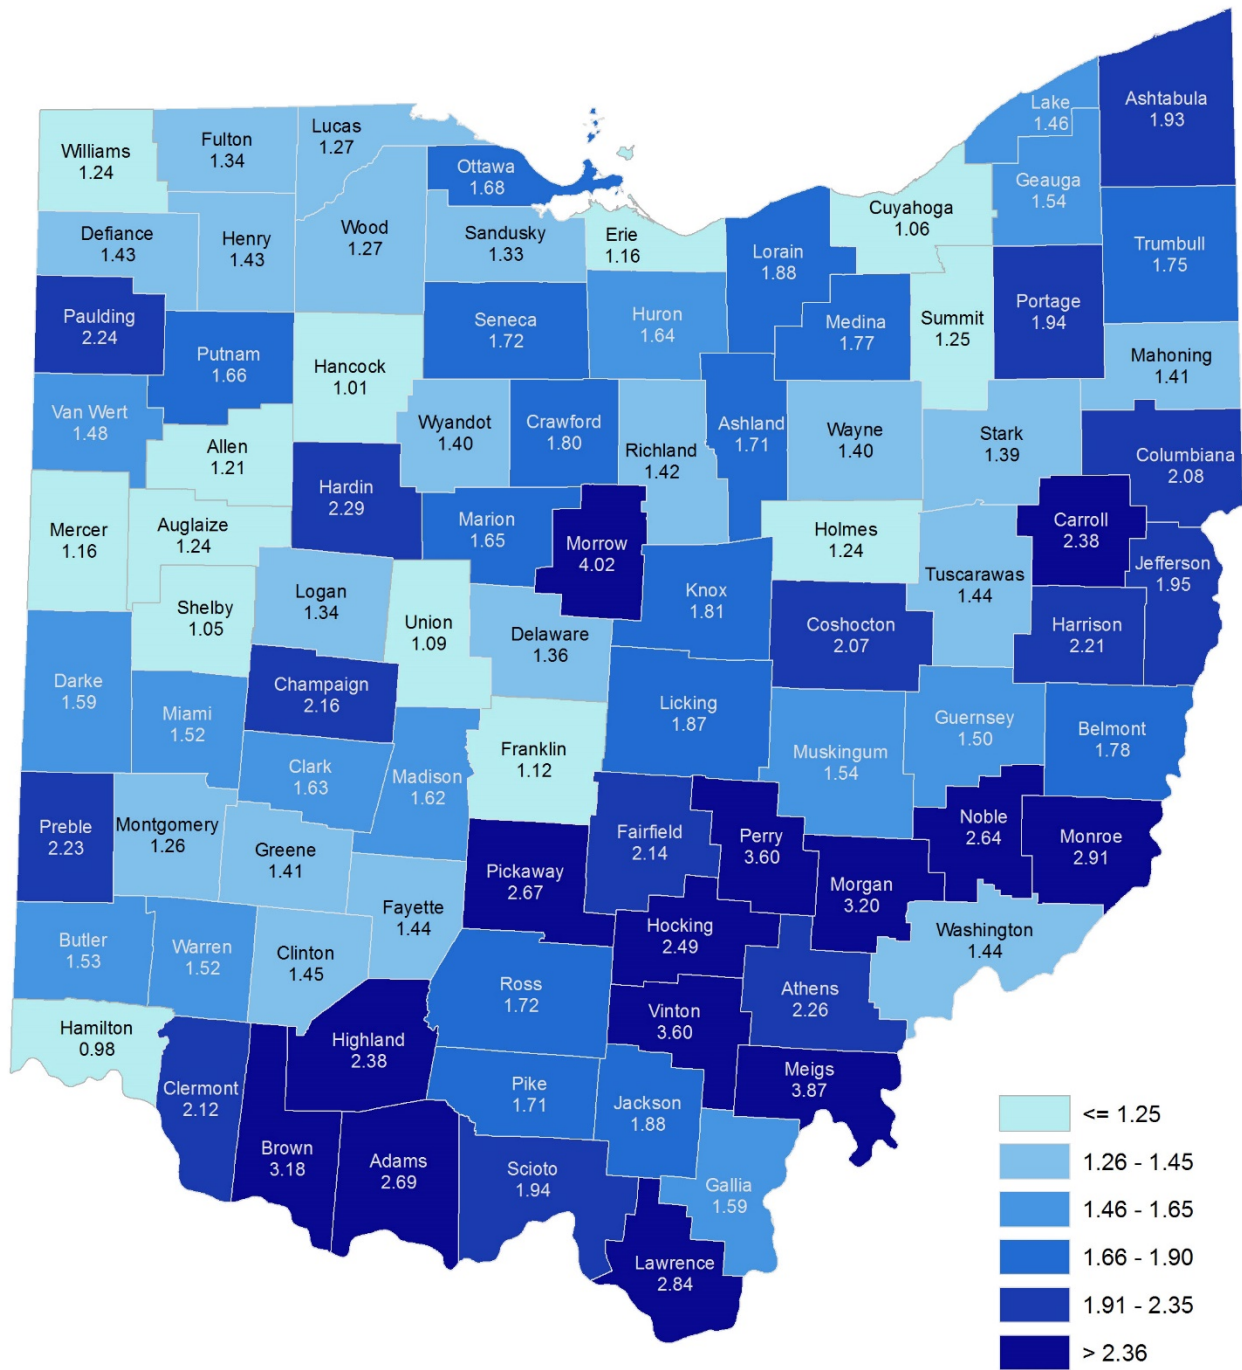 Lake
1.46
Ashtabula
1.93
Williams
1.24
Fulton
1.34
Lucas
1.27
Ottawa
1.68
Geauga
1.54
Cuyahoga
1.06
Defiance
1.43
Henry
1.43
Wood
1.27
Sandusky
1.33
Erie
1.16
Lorain
1.88
Trumbull
1.75
Paulding
2.24
Putnam
1.66
Hancock
1.01
Seneca
1.72
Huron
1.64
Medina
1.77
Summit
1.25
Portage
1.94
Mahoning
1.41
Van Wert
1.48
Allen
1.21
Wyandot
1.40
Crawford
1.80
Richland
1.42
Ashland
1.71
Wayne
1.40
Stark
1.39
Columbiana
2.08
Hardin
2.29
Mercer
1.16
Auglaize
1.24
Marion
1.65
Morrow
4.02
Holmes
1.24
Carroll
2.38
Jefferson
1.95
Tuscarawas
1.44
Shelby
1.05
Logan
1.34
Union
1.09
Delaware
1.36
Knox
1.81
Coshocton
2.07
Harrison
2.21
Darke
1.59
Miami
1.52
Champaign
2.16
Licking
1.87
Guernsey
1.50
Belmont
1.78
Franklin
1.12
Muskingum
1.54
Clark
1.63
Madison
1.62
Preble
2.23
Montgomery
1.26
Greene
1.41
Fairfield
2.14
Perry
3.60
Noble
2.64
Monroe
2.91
Pickaway
2.67
Morgan
3.20
Fayette
1.44
Hocking
2.49
Washington
1.44
Butler
1.53
Warren
1.52
Clinton
1.45
Ross
1.72
Athens
2.26
Vinton
3.60
Hamilton
0.98
Highland
2.38
Meigs
3.87
Clermont
2.12
Pike
1.71
Jackson
1.88
Brown
3.18
Adams
2.69
Scioto
1.94
Gallia
1.59
Lawrence
2.84
<= 1.25
1.26 - 1.45
1.46 - 1.65
1.66 - 1.90
1.91 - 2.35
> 2.36